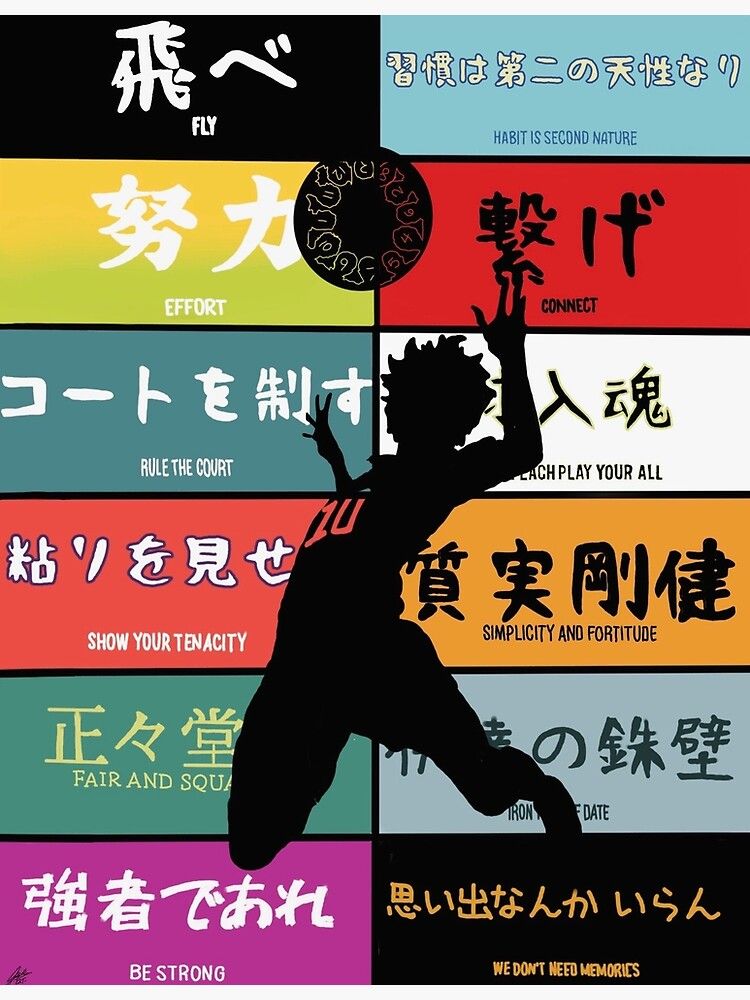 飛べ
FLY
習慣は第二の天性なり
HABIT IS SECOND NATURE
努力
EFFORT
繋げ
CONNECT
コートを制す
RULE THE COURT
入魂
EACH PLAY YOUR ALL
粘りを見せ
SHOW YOUR TENACITY
10
質実剛健
SIMPLICITY AND FORTITUDE
正々堂
FAIR AND SQUA
の銖壁
IRON DATE
強者であれ
BE STRONG
思い出なんか いらん
WE DON'T NEED MEMORIES